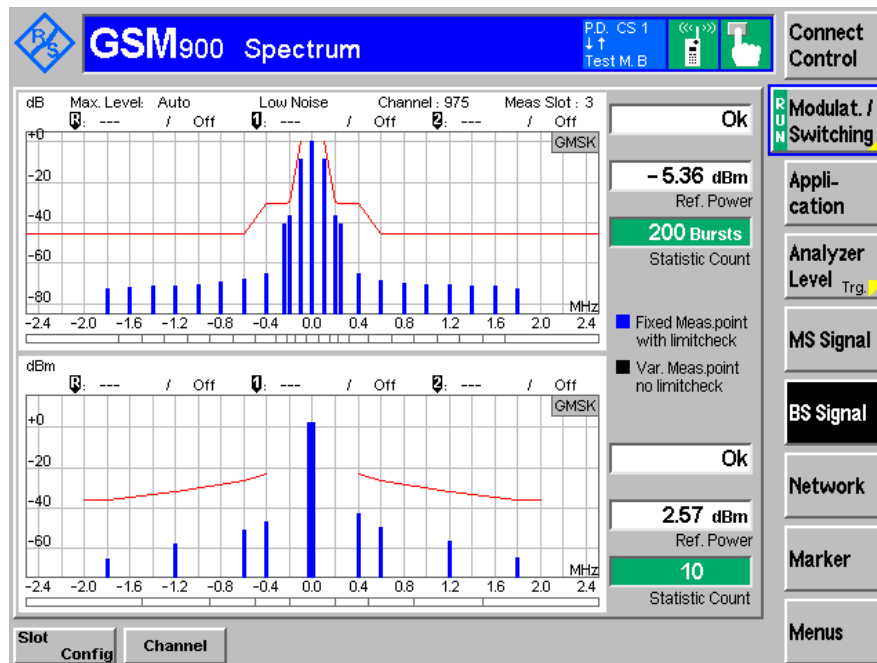 R&S
GSM900 Spectrum
P.D. CS 1
↓↑
Test M. B
Connect Control
dB Max. Level: Auto Low Noise Channel : 975 Meas Slot : 3
R: --- / Off 1: --- / Off 2: --- / Off
GMSK
+0
-20
-40
-60
-80
MHz
-2.4 -2.0 -1.6 -1.2 -0.8 -0.4 0.0 0.4 0.8 1.2 1.6 2.0 2.4
Ok
– 5.36 dBm
Ref. Power
200 Bursts
Statistic Count
Fixed Meas.point
with limitcheck
Var. Meas.point
no limitcheck
dBm
R: --- / Off 1: --- / Off 2: --- / Off
GMSK
+0
-20
-40
-60
MHz
-2.4 -2.0 -1.6 -1.2 -0.8 -0.4 0.0 0.4 0.8 1.2 1.6 2.0 2.4
Ok
2.57 dBm
Ref. Power
10
Statistic Count
RUN
Modulat. /
Switching
Appli-
cation
Analyzer
Level Trg.
MS Signal
BS Signal
Network
Marker
Menus
Slot
Config
Channel